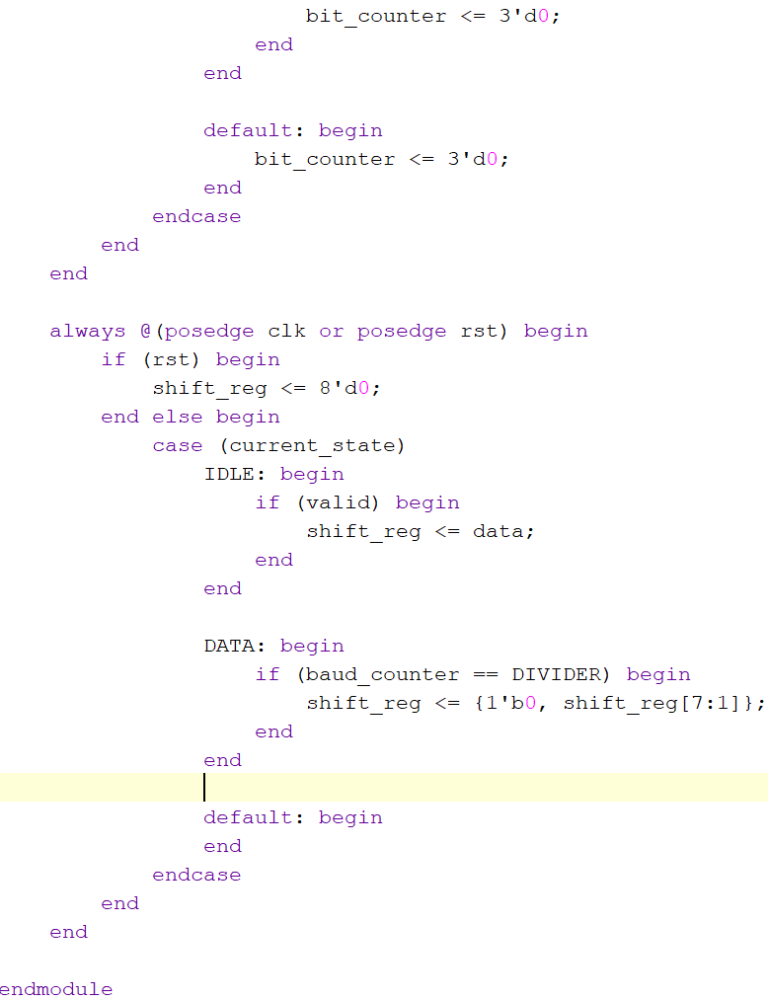 bit_counter <= 3'd0;
                    end
                end

                default: begin
                    bit_counter <= 3'd0;
                end
            endcase
        end
    end

    always @(posedge clk or posedge rst) begin
        if (rst) begin
            shift_reg <= 8'd0;
        end else begin
            case (current_state)
                IDLE: begin
                    if (valid) begin
                        shift_reg <= data;
                    end
                end

                DATA: begin
                    if (baud_counter == DIVIDER) begin
                        shift_reg <= {1'b0, shift_reg[7:1]};
                    end
                end

                default: begin
                end
            endcase
        end
    end

endmodule